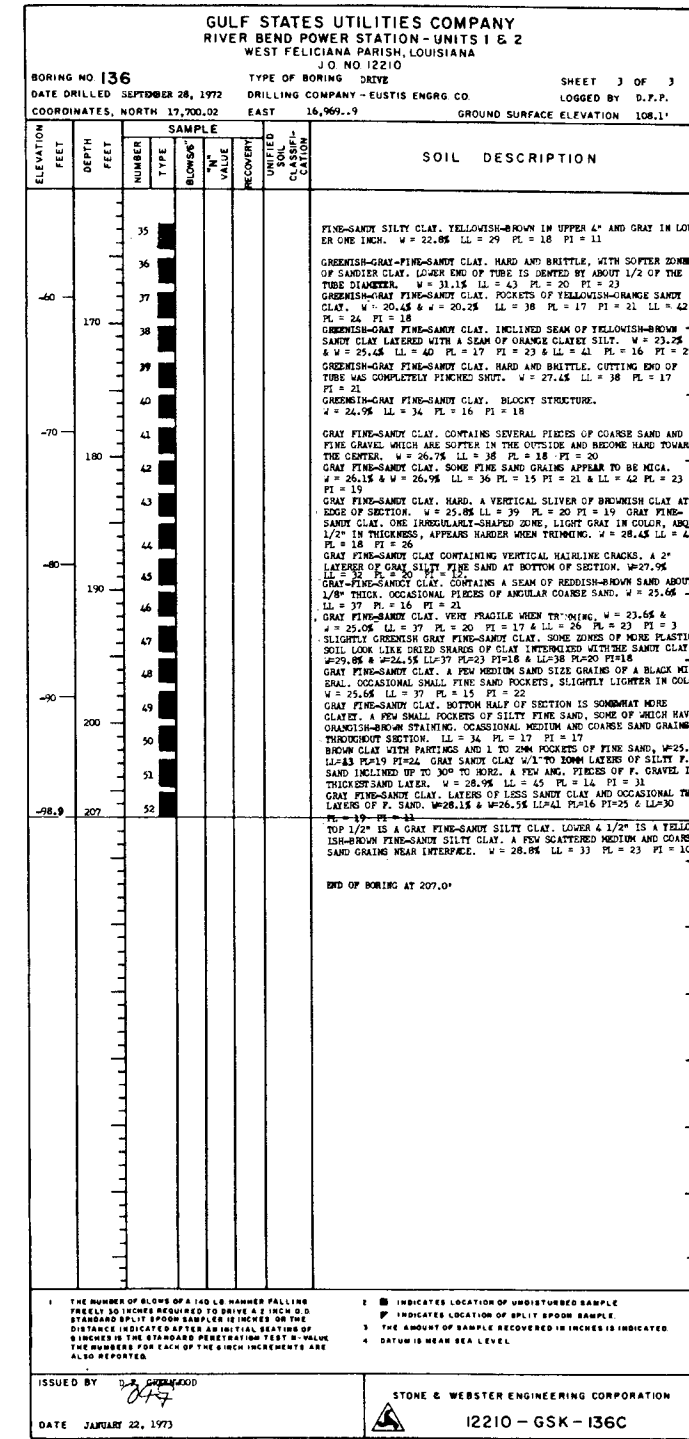 GULF STATES UTILITIES COMPANY
RIVER BEND POWER STATION - UNITS 1 & 2
WEST FELICIANA PARISH, LOUISIANA
J.O. NO. 12210
BORING NO. 136 TYPE OF BORING DRIVE SHEET 3 OF 3
DATE DRILLED SEPTEMBER 28, 1972 DRILLING COMPANY - EUSTIS ENGRG. CO. LOGGED BY D.F.P.
COORDINATES, NORTH 17,700.02 EAST 16,969..9 GROUND SURFACE ELEVATION 108.1'
ELEVATION FEET
DEPTH FEET
SAMPLE
NUMBER
TYPE
BLOWS/6"
"N" VALUE
RECOVERY
UNIFIED SOIL CLASSIFI-CATION
SOIL DESCRIPTION
35 FINE-SANDY SILTY CLAY. YELLOWISH-BROWN IN UPPER 4" AND GRAY IN LOW
ER ONE INCH. W = 22.8% LL = 29 PL = 18 PI = 11
36 GREENISH-GRAY-FINE-SANDY CLAY. HARD AND BRITTLE, WITH SOFTER ZONE
OF SANDIER CLAY. LOWER END OF TUBE IS DENTED BY ABOUT 1/2 OF THE
TUBE DIAMETER. W = 31.1% LL = 43 PL = 20 PI = 23
-60 37 GREENISH-GRAY FINE-SANDY CLAY. POCKETS OF YELLOWISH-ORANGE SANDY
CLAY. W = 20.4% & W = 20.2% LL = 38 PL = 17 PI = 21 LL = 42
PL = 24 PI = 18
170 38 GREENISH-GRAY FINE-SANDY CLAY. INCLINED SEAM OF YELLOWISH-BROWN
SANDY CLAY LAYERED WITH A SEAM OF ORANGE CLAYEY SILT. W = 23.2%
& W = 25.4% LL = 40 PL = 17 PI = 23 & LL = 41 PL = 16 PI = 2
39 GREENISH-GRAY FINE-SANDY CLAY. HARD AND BRITTLE. CUTTING END OF
TUBE WAS COMPLETELY PINCHED SHUT. W = 27.4% LL = 38 PL = 17
PI = 21
40 GREENSIH-GRAY FINE-SANDY CLAY. BLOCKY STRUCTURE.
W = 24.9% LL = 34 PL = 16 PI = 18
-70 41 GRAY FINE-SANDY CLAY. CONTAINS SEVERAL PIECES OF COARSE SAND AND
FINE GRAVEL WHICH ARE SOFTER IN THE OUTSIDE AND BECOME HARD TOWAR
180 THE CENTER. W = 26.7% LL = 38 PL = 18 PI = 20
42 GRAY FINE-SANDY CLAY. SOME FINE SAND GRAINS APPEAR TO BE MICA.
W = 26.1% & W = 26.9% LL = 36 PL = 15 PI = 21 & LL = 42 PL = 23
PI = 19
43 GRAY FINE-SANDY CLAY. HARD. A VERTICAL SLIVER OF BROWNISH CLAY AT
EDGE OF SECTION. W = 25.8% LL = 39 PL = 20 PI = 19 GRAY FINE-
SANDY CLAY. ONE IRREGULARLY-SHAPED ZONE, LIGHT GRAY IN COLOR, ABO
1/2" IN THICKNESS, APPEARS HARDER WHEN TRIMMING. W = 28.4% LL = 4
PL = 18 PI = 26
44 GRAY FINE-SANDY CLAY CONTAINING VERTICAL HAIRLINE CRACKS. A 2"
LAYERER OF GRAY SILTY FINE SAND AT BOTTOM OF SECTION. W=27.9%
LL = 32 PL = 20 PI = 12.
45 GRAY-FINE-SANDCY CLAY. CONTAINS A SEAM OF REDDISH-BROWN SAND ABOU
190 1/8" THICK. OCCASIONAL PIECES OF ANGULAR COARSE SAND. W = 25.6%
LL = 37 PL = 16 PI = 21
46 GRAY FINE-SANDY CLAY. VERY FRAGILE WHEN TRIMMING. W = 23.6% &
W = 25.0% LL = 37 PL = 20 PI = 17 & LL = 26 PL = 23 PI = 3
47 SLIGHTLY GREENISH GRAY FINE-SANDY CLAY. SOME ZONES OF MORE PLASTI
SOIL LOOK LIKE DRIED SHARDS OF CLAY INTERMIXED WITHTHE SANDY CLAY
W=29.8% & W=24.5% LL=37 PL=23 PI=18 & LL=38 PL=20 PI=18
48 GRAY FINE-SANDY CLAY. A FEW MEDIUM SAND SIZE GRAINS OF A BLACK MI
-90 ERAL. OCCASIONAL SMALL FINE SAND POCKETS, SLIGHTLY LIGHTER IN COL
W = 25.6% LL = 37 PL = 15 PI = 22
49 GRAY FINE-SANDY CLAY. BOTTOM HALF OF SECTION IS SOMEWHAT MORE
CLAYEY. A FEW SMALL POCKETS OF SILTY FINE SAND, SOME OF WHICH HAV
200 ORANGISH-BROWN STAINING. OCASSIONAL MEDIUM AND COARSE SAND GRAINS
THROUGHOUT SECTION. LL = 34 PL = 17 PI = 17
50 BROWN CLAY WITH PARTINGS AND 1 TO 2MM POCKETS OF FINE SAND, W=25.
LL=43 PL=19 PI=24 GRAY SANDY CLAY W/1"TO 10MM LAYERS OF SILTY F.
51 SAND INCLINED UP TO 30° TO HORZ. A FEW ANG. PIECES OF F. GRAVEL I
THICKESTSAND LAYER. W = 28.9% LL = 45 PL = 14 PI = 31
GRAY FINE-SANDY CLAY. LAYERS OF LESS SANDY CLAY AND OCCASIONAL TH
-98.9 207 52 LAYERS OF F. SAND. W=28.1% & W=26.5% LL=41 PL=16 PI=25 & LL=30
PL = 19 PI = 11
TOP 1/2" IS A GRAY FINE-SANDY SILTY CLAY. LOWER 4 1/2" IS A YELLO
ISH-BROWN FINE-SANDY SILTY CLAY. A FEW SCATTERED MEDIUM AND COARS
SAND GRAINS NEAR INTERFACE. W = 28.8% LL = 33 PL = 23 PI = 10
END OF BORING AT 207.0'
1 THE NUMBER OF BLOWS OF A 140 LB HAMMER FALLING
FREELY 30 INCHES REQUIRED TO DRIVE A 2 INCH O.D.
STANDARD SPLIT SPOON SAMPLER 12 INCHES OR THE
DISTANCE INDICATED AFTER AN INITIAL SEATING OF
6 INCHES IS THE STANDARD PENETRATION TEST N-VALUE
THE NUMBERS FOR EACH OF THE 6 INCH INCREMENTS ARE
ALSO REPORTED.
2 INDICATES LOCATION OF UNDISTURBED SAMPLE
INDICATES LOCATION OF SPLIT SPOON SAMPLE.
3 THE AMOUNT OF SAMPLE RECOVERED IN INCHES IS INDICATED.
4 DATUM IS MEAN SEA LEVEL
ISSUED BY D.R. GREENWOOD
DATE JANUARY 22, 1973
STONE & WEBSTER ENGINEERING CORPORATION
12210 - GSK - 136C